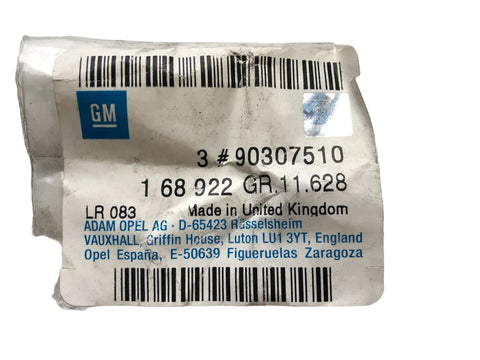 GM
3 # 90307510
1 68 922 GR.11.628
LR 083 Made in United Kingdom
ADAM OPEL AG · D-65423 Rüsselsheim
VAUXHALL, Griffin House, Luton LU1 3YT, England
Opel España, E-50639 Figueruelas Zaragoza